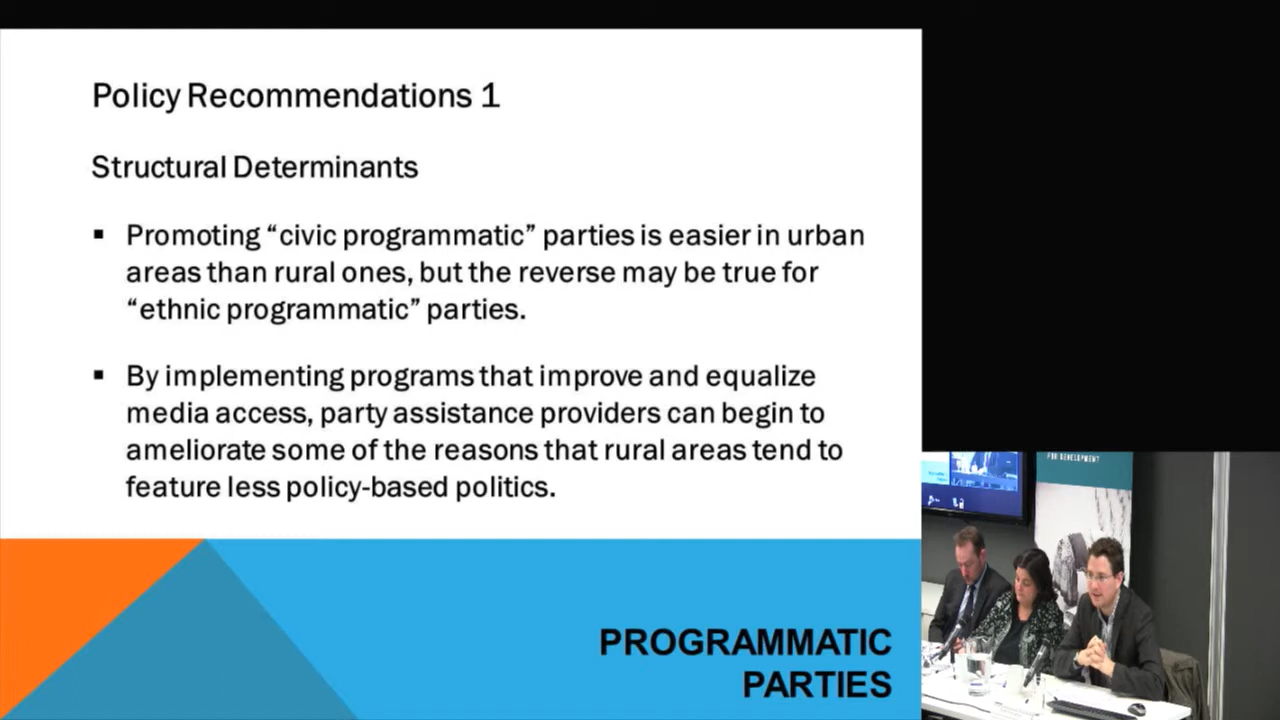 Policy Recommendations 1
Structural Determinants
▪ Promoting “civic programmatic” parties is easier in urban
areas than rural ones, but the reverse may be true for
“ethnic programmatic” parties.
▪ By implementing programs that improve and equalize
media access, party assistance providers can begin to
ameliorate some of the reasons that rural areas tend to
feature less policy-based politics.
PROGRAMMATIC
PARTIES
FOR DEVELOPMENT